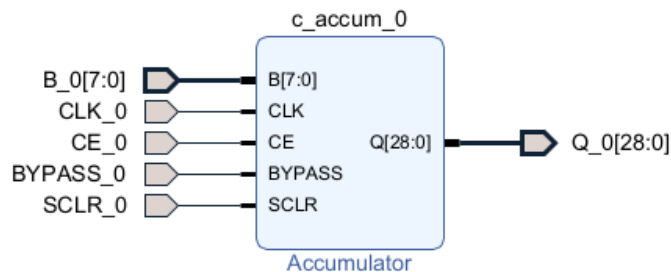 c_accum_0
B_0[7:0]
CLK_0
CE_0
BYPASS_0
SCLR_0
B[7:0]
CLK
CE
BYPASS
SCLR
Q[28:0]
Q_0[28:0]
Accumulator